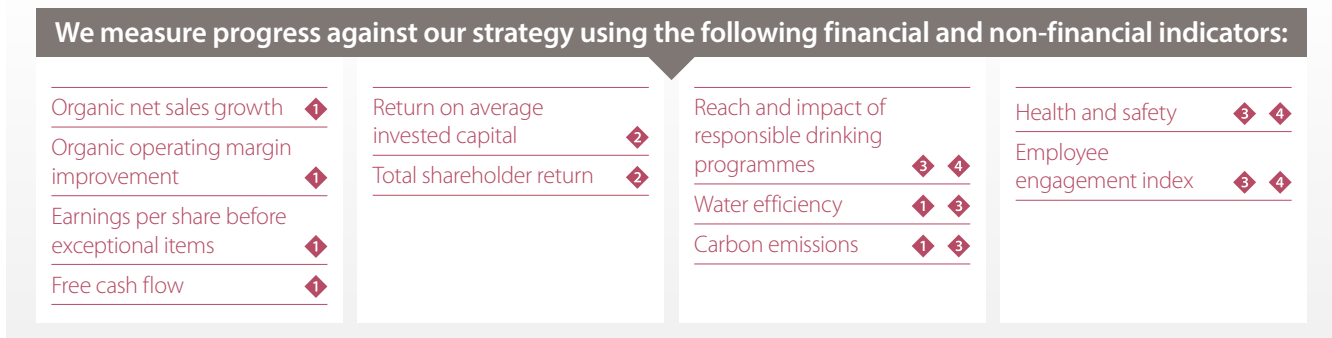 We measure progress against our strategy using the following financial and non-financial indicators:
Organic net sales growth 1
Organic operating margin
improvement 1
Earnings per share before
exceptional items 1
Free cash flow 1
Return on average
invested capital 2
Total shareholder return 2
Reach and impact of
responsible drinking
programmes 3 4
Water efficiency 1 3
Carbon emissions 1 3
Health and safety 3 4
Employee
engagement index 3 4